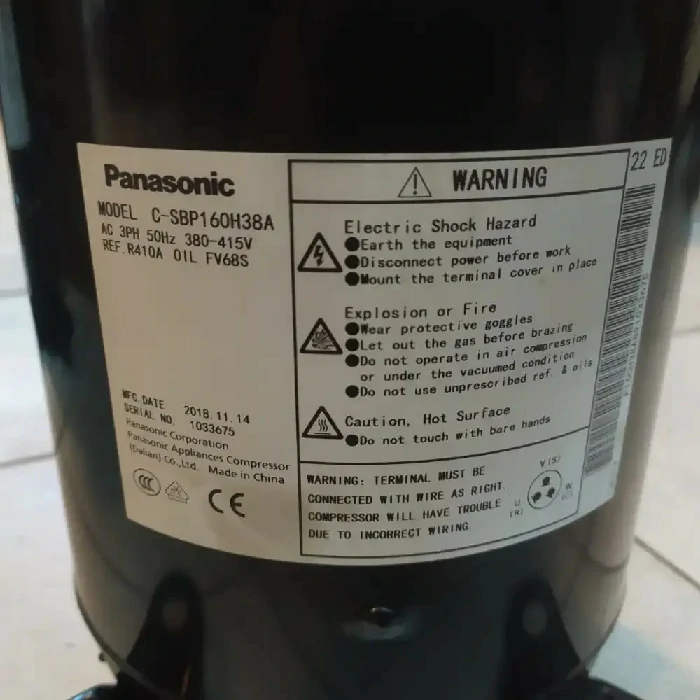 Panasonic
MODEL C-SBP160H38A
AC 3PH 50Hz 380-415V
REF.R410A OIL FV68S
MFG.DATE 2018.11.14
SERIAL NO. 1033675
Panasonic Corporation
Panasonic Appliances Compressor
(Dalian) Co.,Ltd. Made in China
CCC
CE
WARNING
Electric Shock Hazard
●Earth the equipment
●Disconnect power before work
●Mount the terminal cover in place
Explosion or Fire
●Wear protective goggles
●Let out the gas before brazing
●Do not operate in air compression
or under the vacuumed condition
●Do not use unprescribed ref. & oils
Caution, Hot Surface
●Do not touch with bare hands
WARNING: TERMINAL MUST BE
CONNECTED WITH WIRE AS RIGHT.
COMPRESSOR WILL HAVE TROUBLE
DUE TO INCORRECT WIRING
V(S)
U
(R)
W
22 ED